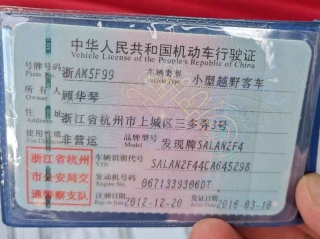 中华人民共和国机动车行驶证
Vehicle License of the People's Republic of China
号牌号码 浙AM5F99 车辆类型 小型越野客车
Plate No. Vehicle Type
所有人 顾华琴
Owner
住址 浙江省杭州市上城区三多弄3号
Address
使用性质 非营运 品牌型号 发现牌SALAN2F4
Model
浙江省杭州市公安局交通警察支队
车辆识别代号 SALAN2F44CA645298
VIN
发动机号码 0671339306DT
Engine No.
注册日期 2012-12-20 发证日期 2016-03-10
Register Date Issue Date